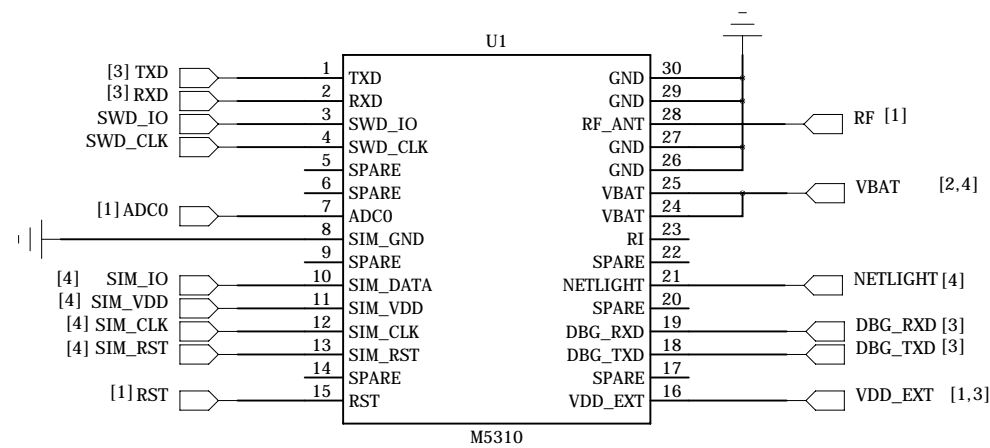 U1
[3] TXD 1 TXD GND 30
[3] RXD 2 RXD GND 29
SWD_IO 3 SWD_IO RF_ANT 28 RF [1]
SWD_CLK 4 SWD_CLK GND 27
5 SPARE GND 26
6 SPARE VBAT 25 VBAT [2,4]
[1] ADC0 7 ADC0 VBAT 24
8 SIM_GND RI 23
9 SPARE SPARE 22
[4] SIM_IO 10 SIM_DATA NETLIGHT 21 NETLIGHT [4]
[4] SIM_VDD 11 SIM_VDD SPARE 20
[4] SIM_CLK 12 SIM_CLK DBG_RXD 19 DBG_RXD [3]
[4] SIM_RST 13 SIM_RST DBG_TXD 18 DBG_TXD [3]
14 SPARE SPARE 17
[1] RST 15 RST VDD_EXT 16 VDD_EXT [1,3]
M5310